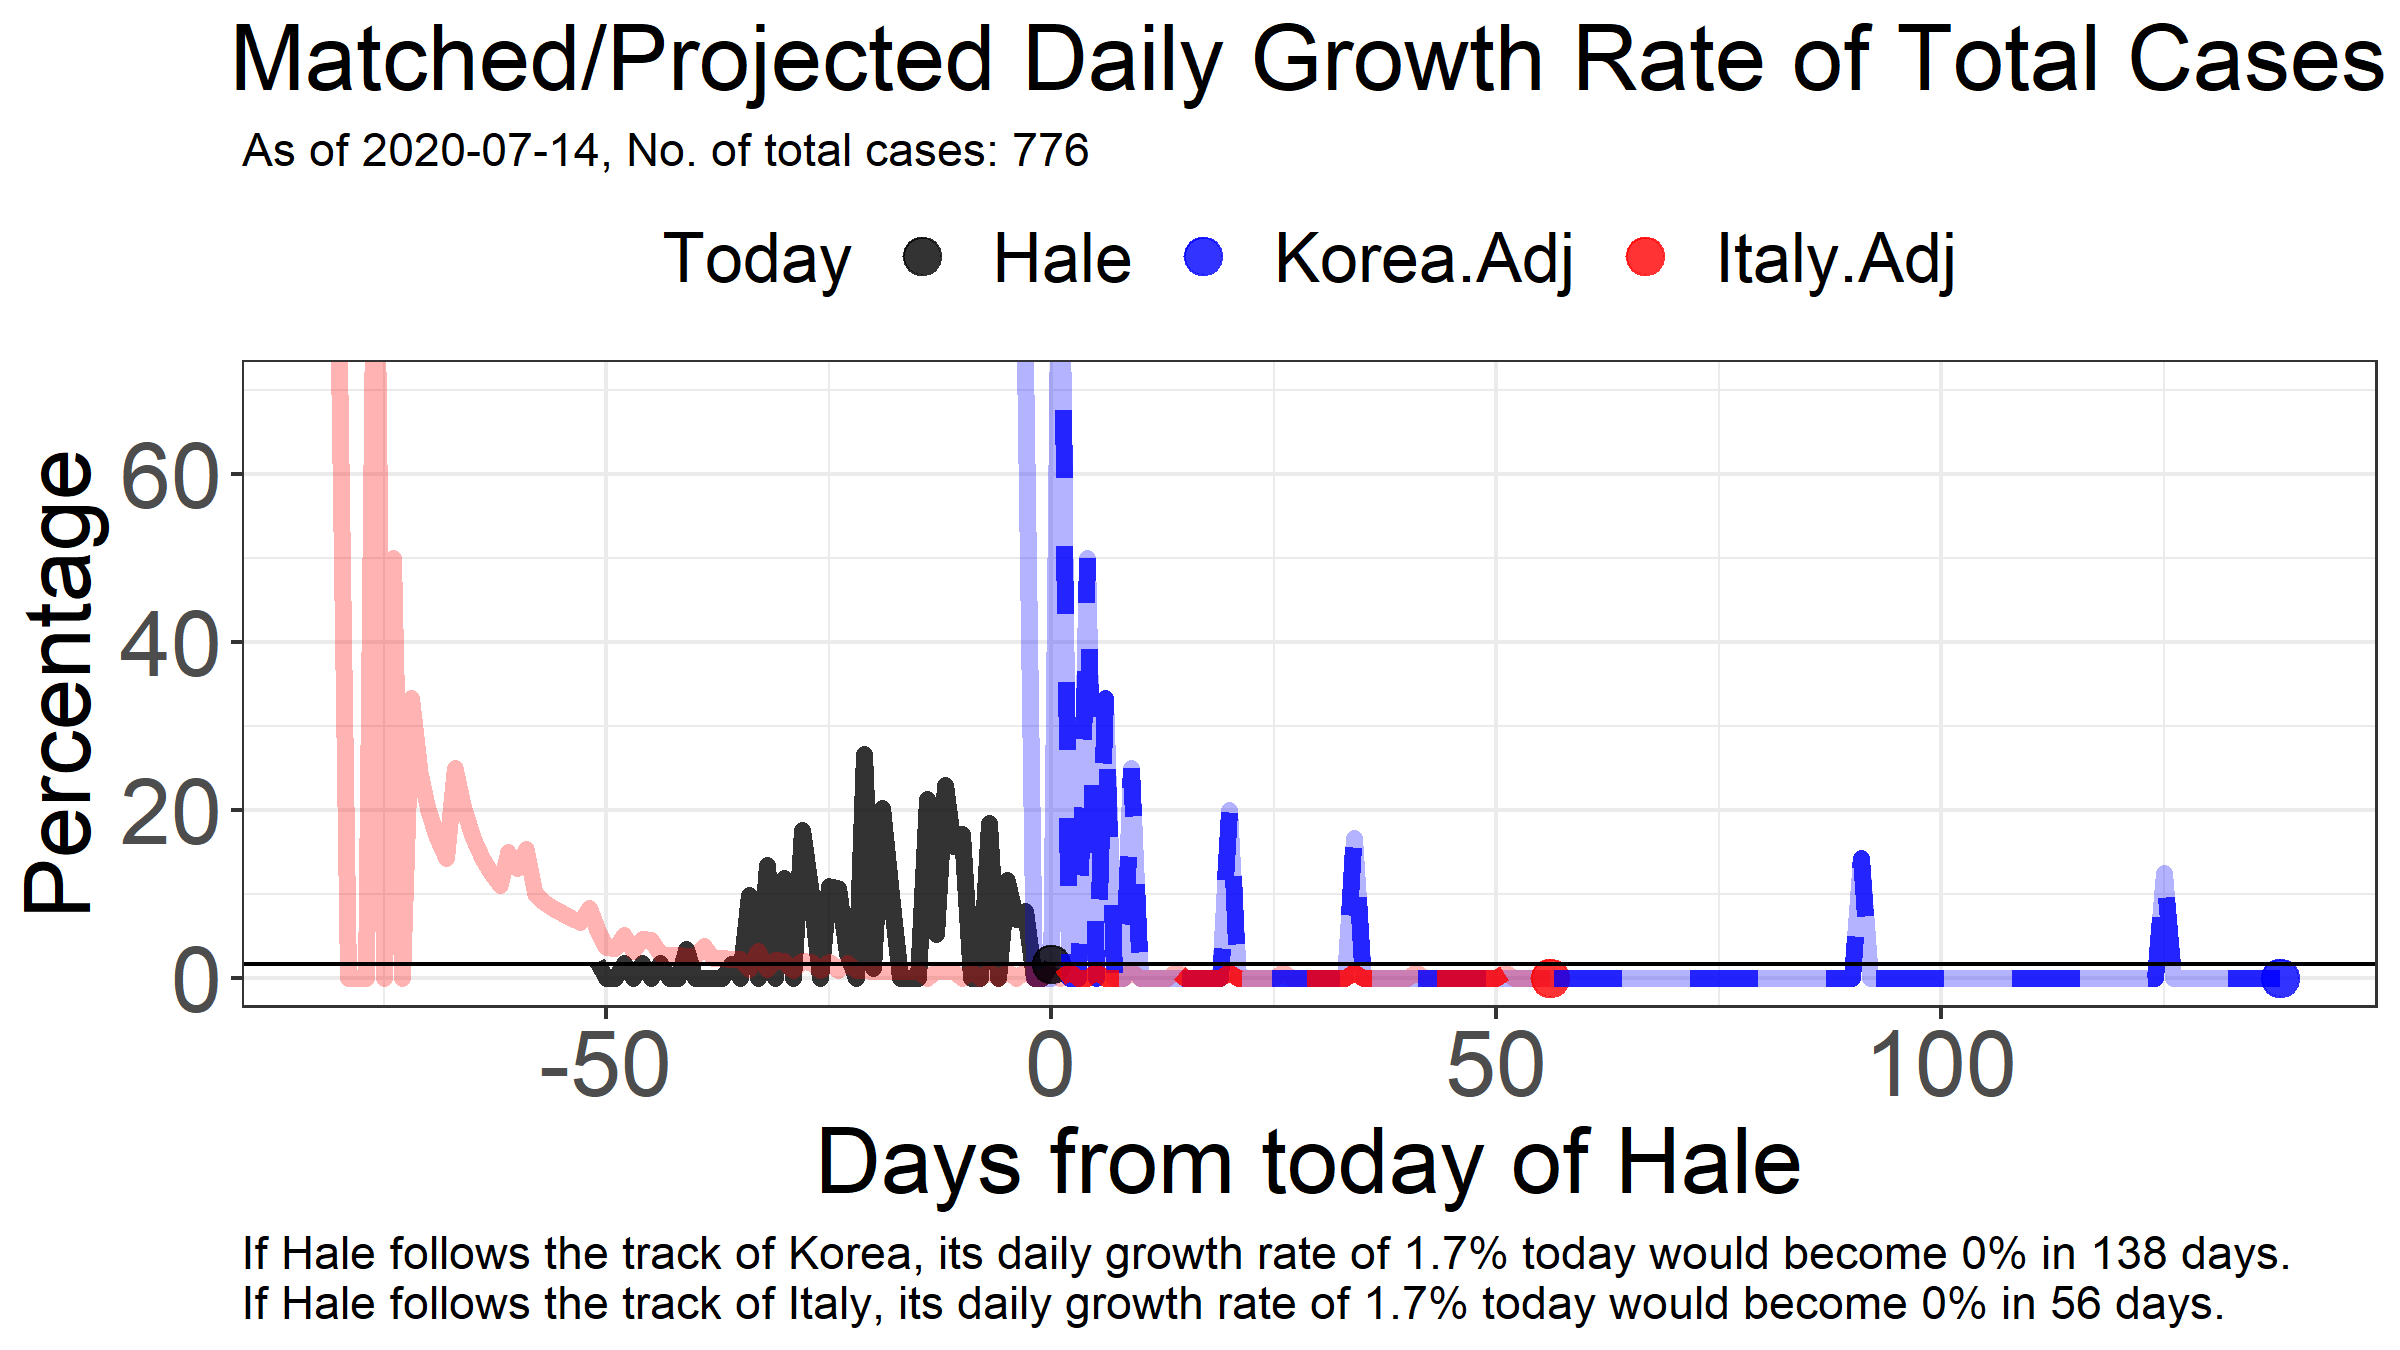 Matched/Projected Daily Growth Rate of Total Cases
As of 2020-07-14, No. of total cases: 776
Today Hale Korea.Adj Italy.Adj
Percentage
60
40
20
0
-50 0 50 100
Days from today of Hale
If Hale follows the track of Korea, its daily growth rate of 1.7% today would become 0% in 138 days.
If Hale follows the track of Italy, its daily growth rate of 1.7% today would become 0% in 56 days.